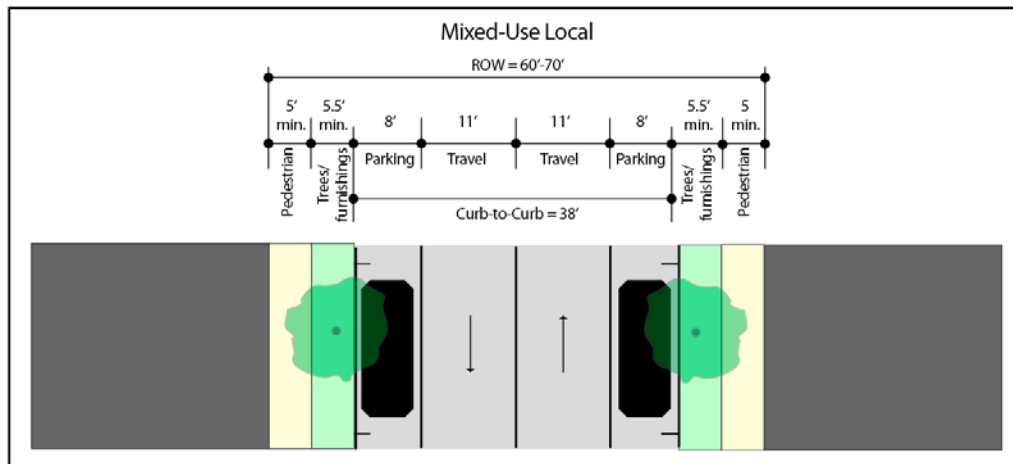 Mixed-Use Local
ROW = 60'-70'
5'
min.
5.5'
min.
8'
11'
11'
8'
5.5'
min.
5
min.
Pedestrian
Trees/
furnishings
Parking
Travel
Travel
Parking
Trees/
furnishings
Pedestrian
Curb-to-Curb = 38'